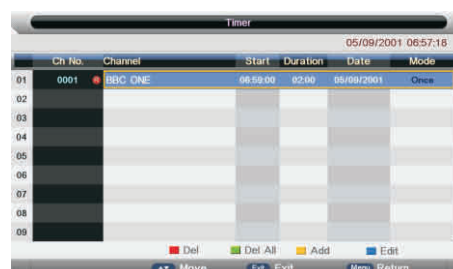 Timer
05/09/2001 06:57:18
Ch No. Channel Start Duration Date Mode
01 0001 BBC ONE 06:59:00 02:00 05/09/2001 Once
02
03
04
05
06
07
08
09
Del Del All Add Edit
Move Exit Exit Menu Return